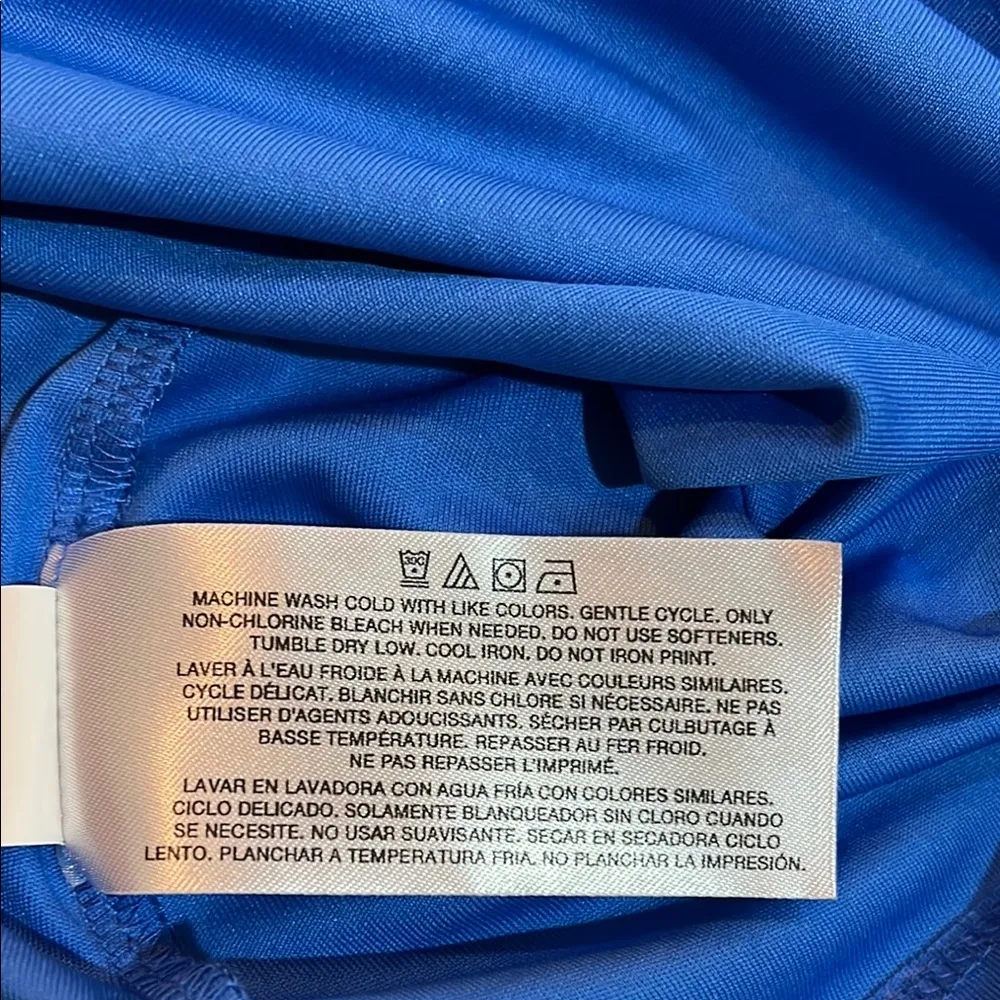 30C
MACHINE WASH COLD WITH LIKE COLORS. GENTLE CYCLE. ONLY
NON-CHLORINE BLEACH WHEN NEEDED. DO NOT USE SOFTENERS.
TUMBLE DRY LOW. COOL IRON. DO NOT IRON PRINT.
LAVER À L'EAU FROIDE À LA MACHINE AVEC COULEURS SIMILAIRES.
CYCLE DÉLICAT. BLANCHIR SANS CHLORE SI NÉCESSAIRE. NE PAS
UTILISER D'AGENTS ADOUCISSANTS. SÉCHER PAR CULBUTAGE À
BASSE TEMPÉRATURE. REPASSER AU FER FROID.
NE PAS REPASSER L'IMPRIMÉ.
LAVAR EN LAVADORA CON AGUA FRÍA CON COLORES SIMILARES.
CICLO DELICADO. SOLAMENTE BLANQUEADOR SIN CLORO CUANDO
SE NECESITE. NO USAR SUAVISANTE. SECAR EN SECADORA CICLO
LENTO. PLANCHAR A TEMPERATURA FRIA. NO PLANCHAR LA IMPRESIÓN.